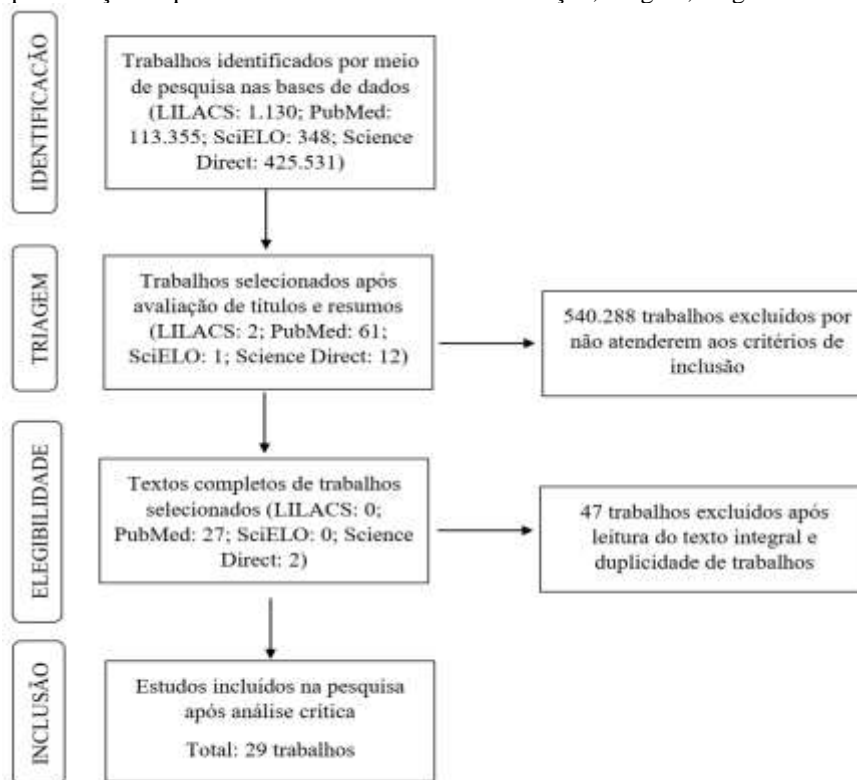 IDENTIFICAÇÃO
Trabalhos identificados por meio
de pesquisa nas bases de dados
(LILACS: 1.130; PubMed:
113.355; SciELO: 348; Science
Direct: 425.531)
TRIAGEM
Trabalhos selecionados após
avaliação de títulos e resumos
(LILACS: 2; PubMed: 61;
SciELO: 1; Science Direct: 12)
540.288 trabalhos excluídos por
não atenderem aos critérios de
inclusão
ELEGIBILIDADE
Textos completos de trabalhos
selecionados (LILACS: 0;
PubMed: 27; SciELO: 0; Science
Direct: 2)
47 trabalhos excluídos após
leitura do texto integral e
duplicidade de trabalhos
INCLUSÃO
Estudos incluídos na pesquisa
após análise crítica
Total: 29 trabalhos